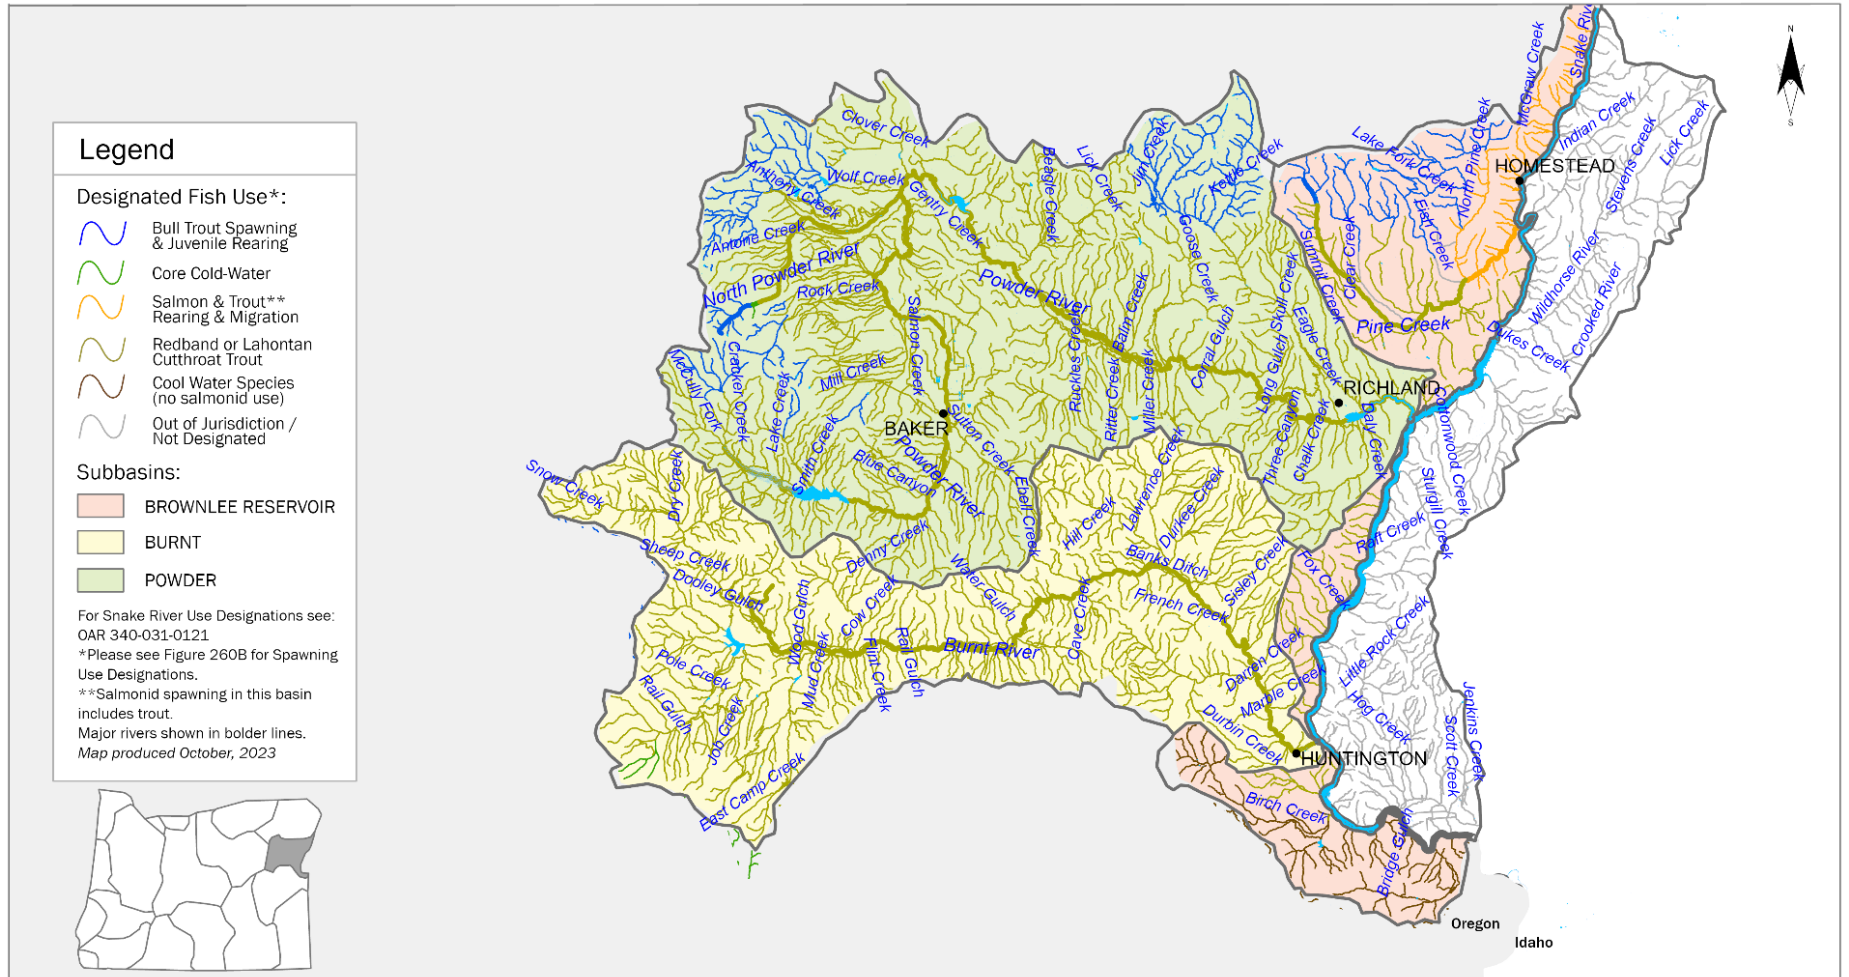 Legend
Designated Fish Use*:
Bull Trout Spawning
& Juvenile Rearing
Core Cold-Water
Salmon & Trout**
Rearing & Migration
Redband or Lahontan
Cutthroat Trout
Cool Water Species
(no salmonid use)
Out of Jurisdiction /
Not Designated
Subbasins:
BROWNLEE RESERVOIR
BURNT
POWDER
For Snake River Use Designations see:
OAR 340-031-0121
*Please see Figure 260B for Spawning
Use Designations.
**Salmonid spawning in this basin
includes trout.
Major rivers shown in bolder lines.
Map produced October, 2023
N
S
Snake River
McGraw Creek
Indian Creek
Stevens Creek
Lick Creek
HOMESTEAD
North Pine Creek
Lake Fork Creek
Fish Creek
Clear Creek
Summit Creek
Pine Creek
Wildhorse River
Crooked River
Dukes Creek
Clover Creek
Wolf Creek
Anthony Creek
Antone Creek
North Powder River
Rock Creek
Gentry Creek
Beagle Creek
Lick Creek
Jim Creek
Kettle Creek
Goose Creek
Powder River
Salmon Creek
Ruckles Creek
Balm Creek
Ritter Creek
Miller Creek
Corral Gulch
Long Gulch
Skull Creek
Eagle Creek
RICHLAND
Three Canyon
Chalk Creek
Daly Creek
Cottonwood Creek
Sturgill Creek
Raft Creek
McCully Fork
Cracker Creek
Lake Creek
Mill Creek
Smith Creek
BAKER
Sutton Creek
Blue Canyon
Powder River
Ebell Creek
Denny Creek
Snow Creek
Dry Creek
Sheep Creek
Dooley Gulch
Wood Gulch
Mud Creek
Cow Creek
Flint Creek
Rail Gulch
Water Gulch
Burnt River
Cave Creek
Hill Creek
Lawrence Creek
Durkee Creek
Banks Ditch
French Creek
Sisley Creek
Fox Creek
Darren Creek
Marble Creek
Durbin Creek
HUNTINGTON
Pole Creek
Rail Gulch
Job Creek
East Camp Creek
Little Rock Creek
Hog Creek
Scott Creek
Jenkins Creek
Birch Creek
Bridge Gulch
Oregon
Idaho